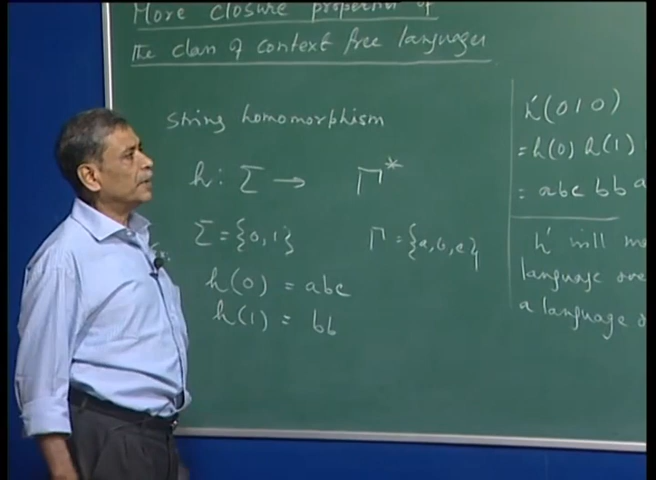 More closure properties of
the class of context free languages
string homomorphism
h: Σ → Γ*
Σ = {0, 1} Γ = {a, b, c}
h(0) = abc
h(1) = bb
h'(010)
= h(0) h(1)
= abc bb a
h' will
language over
a language